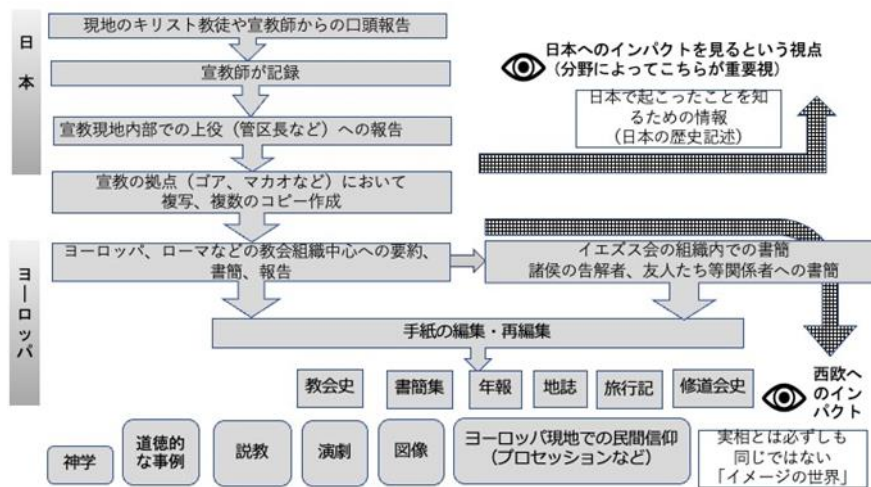 日本
現地のキリスト教徒や宣教師からの口頭報告
宣教師が記録
宣教現地内部での上役（管区長など）への報告
宣教の拠点（ゴア、マカオなど）において
複写、複数のコピー作成
日本へのインパクトを見るという視点
（分野によってこちらが重要視）
日本で起こったことを知
るための情報
（日本の歴史記述）
ヨーロッパ
ヨーロッパ、ローマなどの教会組織中心への要約、
書簡、報告
イエズス会の組織内での書簡
諸侯の告解者、友人たち等関係者への書簡
手紙の編集・再編集
教会史
書簡集
年報
地誌
旅行記
修道会史
西欧へ
のイン
パクト
神学
道徳的
な事例
説教
演劇
図像
ヨーロッパ現地での民間信仰
（プロセッションなど）
実相とは必ずしも
同じではない
「イメージの世界」